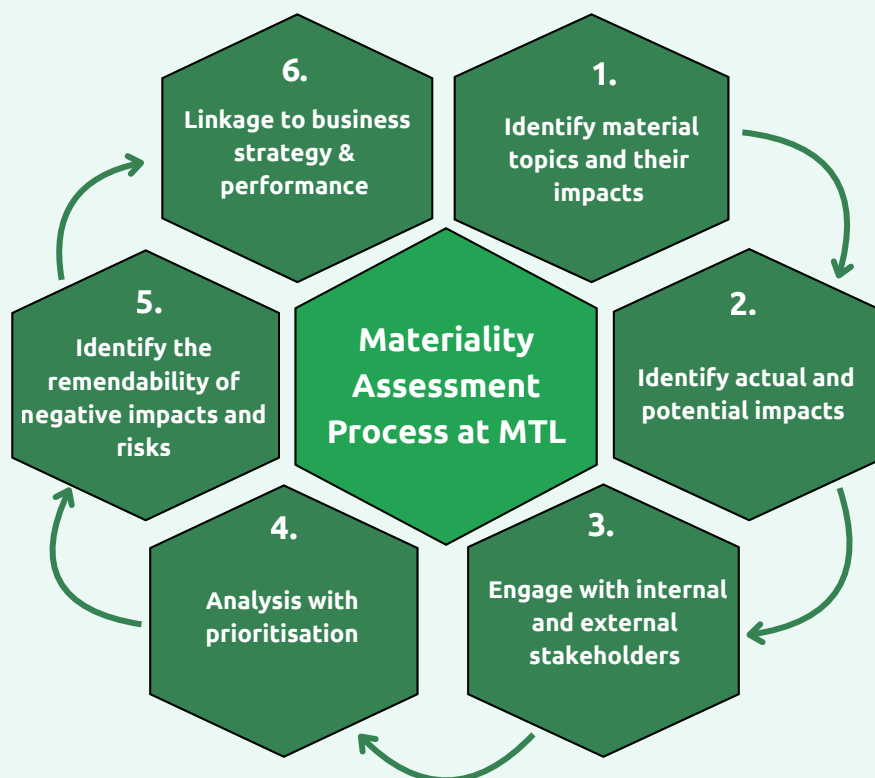 Materiality
Assessment
Process at MTL
1.
Identify material
topics and their
impacts
2.
Identify actual and
potential impacts
3.
Engage with internal
and external
stakeholders
4.
Analysis with
prioritisation
5.
Identify the
remendability of
negative impacts and
risks
6.
Linkage to business
strategy &
performance